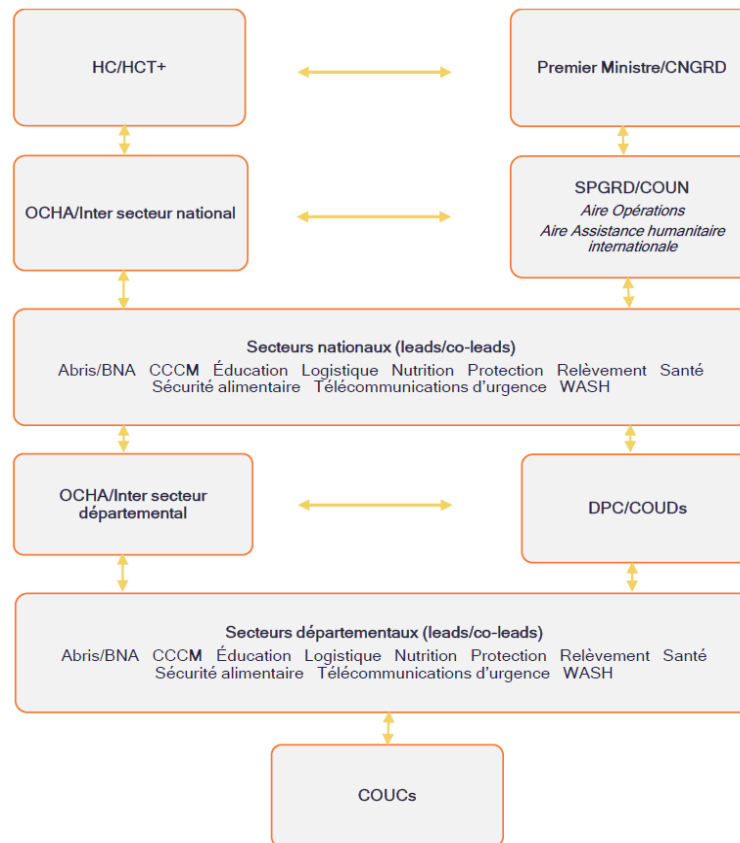 HC/HCT+
Premier Ministre/CNGRD
OCHA/Inter secteur national
SPGRD/COUN
Aire Opérations
Aire Assistance humanitaire
internationale
Secteurs nationaux (leads/co-leads)
Abris/BNA CCCM Éducation Logistique Nutrition Protection Relèvement Santé
Sécurité alimentaire Télécommunications d'urgence WASH
OCHA/Inter secteur
départemental
DPC/COUDs
Secteurs départementaux (leads/co-leads)
Abris/BNA CCCM Éducation Logistique Nutrition Protection Relèvement Santé
Sécurité alimentaire Télécommunications d'urgence WASH
COUCs